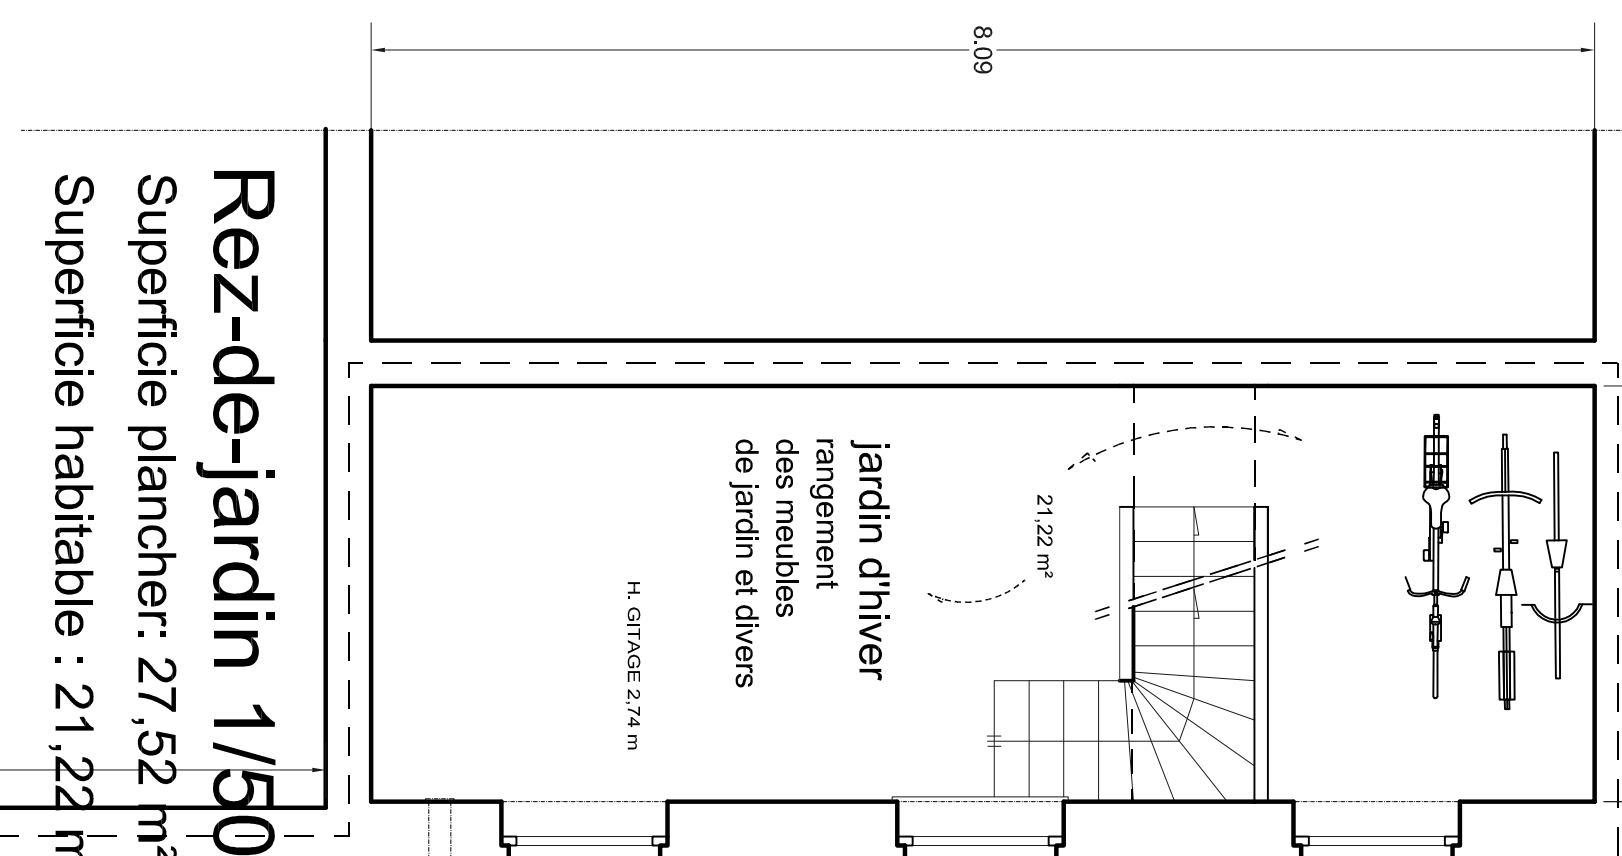 8.09
Rez-de-jardin 1/50
Superficie plancher: 27,52 m²
Superficie habitable : 21,22 m
jardin d'hiver
rangement
des meubles
de jardin et divers
21,22 m²
H. GITAGE 2,74 m